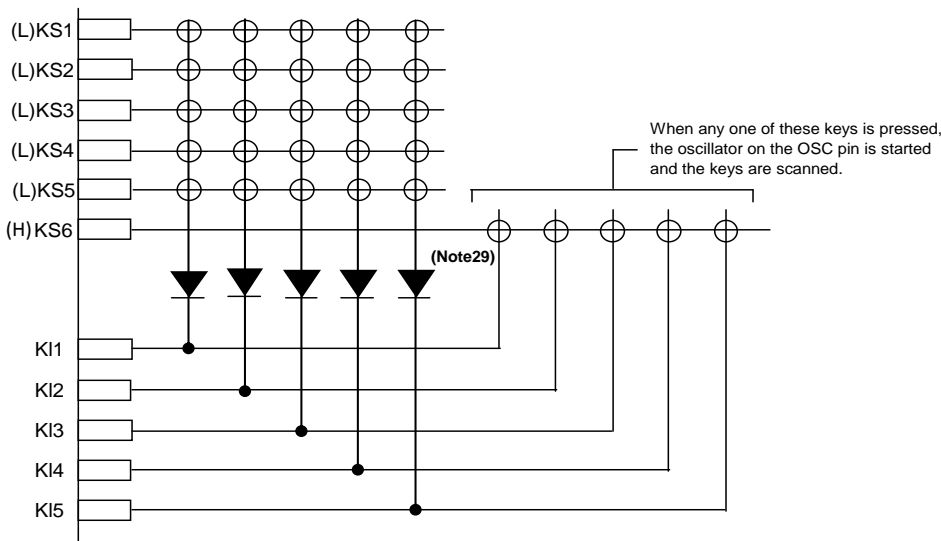 (L)KS1
(L)KS2
(L)KS3
(L)KS4
(L)KS5
(H)KS6
When any one of these keys is pressed,
the oscillator on the OSC pin is started
and the keys are scanned.
(Note29)
KI1
KI2
KI3
KI4
KI5